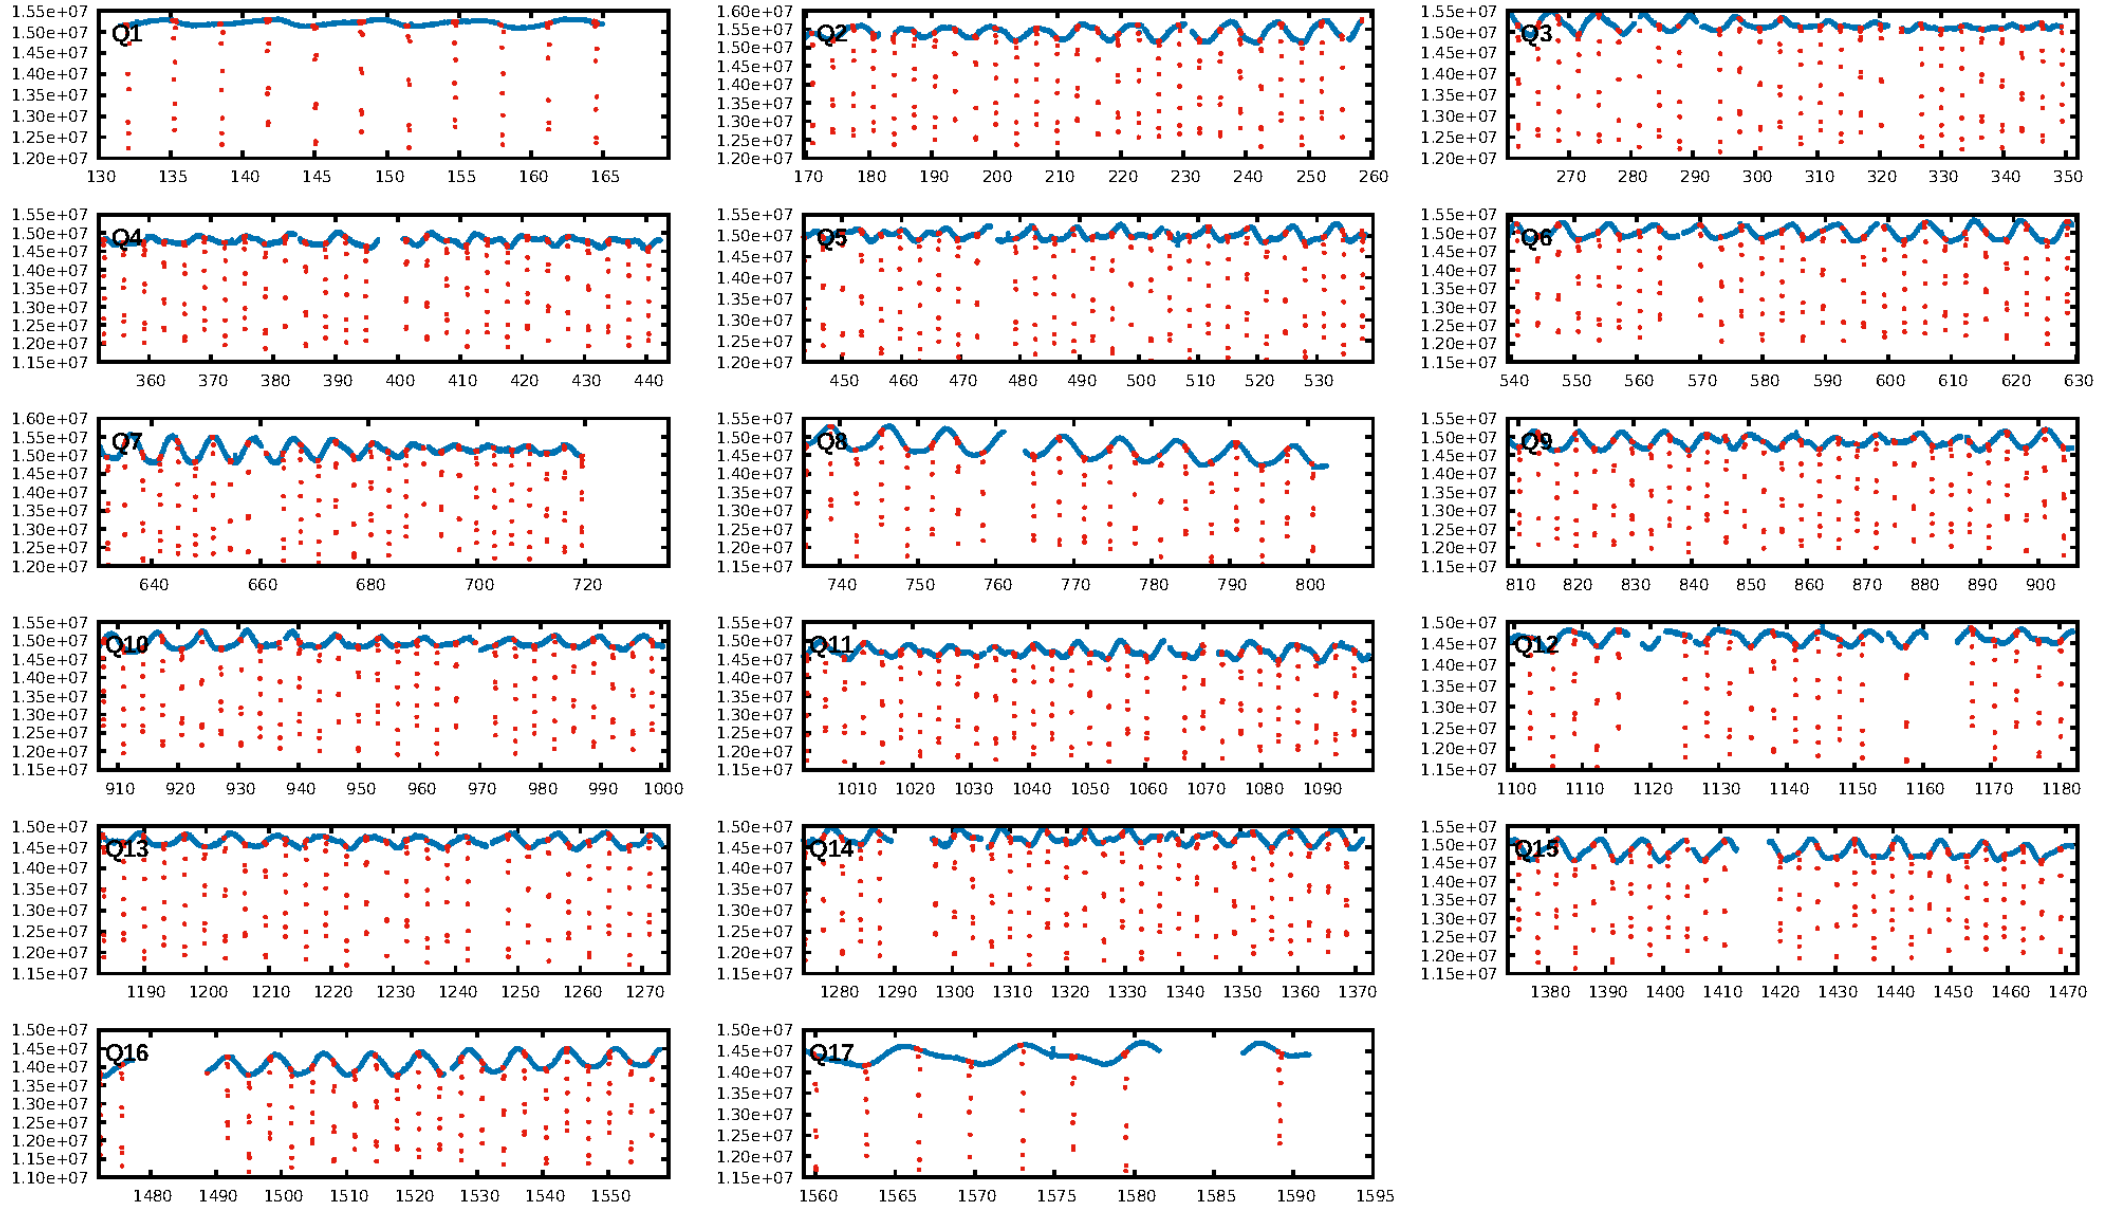 1.55e+07 1.50e+07 1.45e+07 1.40e+07 1.35e+07 1.30e+07 1.25e+07 1.20e+07
Q1
130 135 140 145 150 155 160 165
1.60e+07 1.55e+07 1.50e+07 1.45e+07 1.40e+07 1.35e+07 1.30e+07 1.25e+07 1.20e+07
Q2
170 180 190 200 210 220 230 240 250 260
1.55e+07 1.50e+07 1.45e+07 1.40e+07 1.35e+07 1.30e+07 1.25e+07 1.20e+07
Q3
270 280 290 300 310 320 330 340 350
1.55e+07 1.50e+07 1.45e+07 1.40e+07 1.35e+07 1.30e+07 1.25e+07 1.20e+07 1.15e+07
Q4
360 370 380 390 400 410 420 430 440
1.55e+07 1.50e+07 1.45e+07 1.40e+07 1.35e+07 1.30e+07 1.25e+07 1.20e+07
Q5
450 460 470 480 490 500 510 520 530
1.55e+07 1.50e+07 1.45e+07 1.40e+07 1.35e+07 1.30e+07 1.25e+07 1.20e+07 1.15e+07
Q6
540 550 560 570 580 590 600 610 620 630
1.60e+07 1.55e+07 1.50e+07 1.45e+07 1.40e+07 1.35e+07 1.30e+07 1.25e+07 1.20e+07
Q7
640 660 680 700 720
1.55e+07 1.50e+07 1.45e+07 1.40e+07 1.35e+07 1.30e+07 1.25e+07 1.20e+07 1.15e+07
Q8
740 750 760 770 780 790 800
1.55e+07 1.50e+07 1.45e+07 1.40e+07 1.35e+07 1.30e+07 1.25e+07 1.20e+07 1.15e+07
Q9
810 820 830 840 850 860 870 880 890 900
1.55e+07 1.50e+07 1.45e+07 1.40e+07 1.35e+07 1.30e+07 1.25e+07 1.20e+07 1.15e+07
Q10
910 920 930 940 950 960 970 980 990 1000
1.55e+07 1.50e+07 1.45e+07 1.40e+07 1.35e+07 1.30e+07 1.25e+07 1.20e+07 1.15e+07
Q11
1010 1020 1030 1040 1050 1060 1070 1080 1090
1.50e+07 1.45e+07 1.40e+07 1.35e+07 1.30e+07 1.25e+07 1.20e+07 1.15e+07
Q12
1100 1110 1120 1130 1140 1150 1160 1170 1180
1.50e+07 1.45e+07 1.40e+07 1.35e+07 1.30e+07 1.25e+07 1.20e+07 1.15e+07
Q13
1190 1200 1210 1220 1230 1240 1250 1260 1270
1.50e+07 1.45e+07 1.40e+07 1.35e+07 1.30e+07 1.25e+07 1.20e+07 1.15e+07
Q14
1280 1290 1300 1310 1320 1330 1340 1350 1360 1370
1.55e+07 1.50e+07 1.45e+07 1.40e+07 1.35e+07 1.30e+07 1.25e+07 1.20e+07 1.15e+07
Q15
1380 1390 1400 1410 1420 1430 1440 1450 1460 1470
1.50e+07 1.45e+07 1.40e+07 1.35e+07 1.30e+07 1.25e+07 1.20e+07 1.15e+07 1.10e+07
Q16
1480 1490 1500 1510 1520 1530 1540 1550
1.50e+07 1.45e+07 1.40e+07 1.35e+07 1.30e+07 1.25e+07 1.20e+07 1.15e+07
Q17
1560 1565 1570 1575 1580 1585 1590 1595